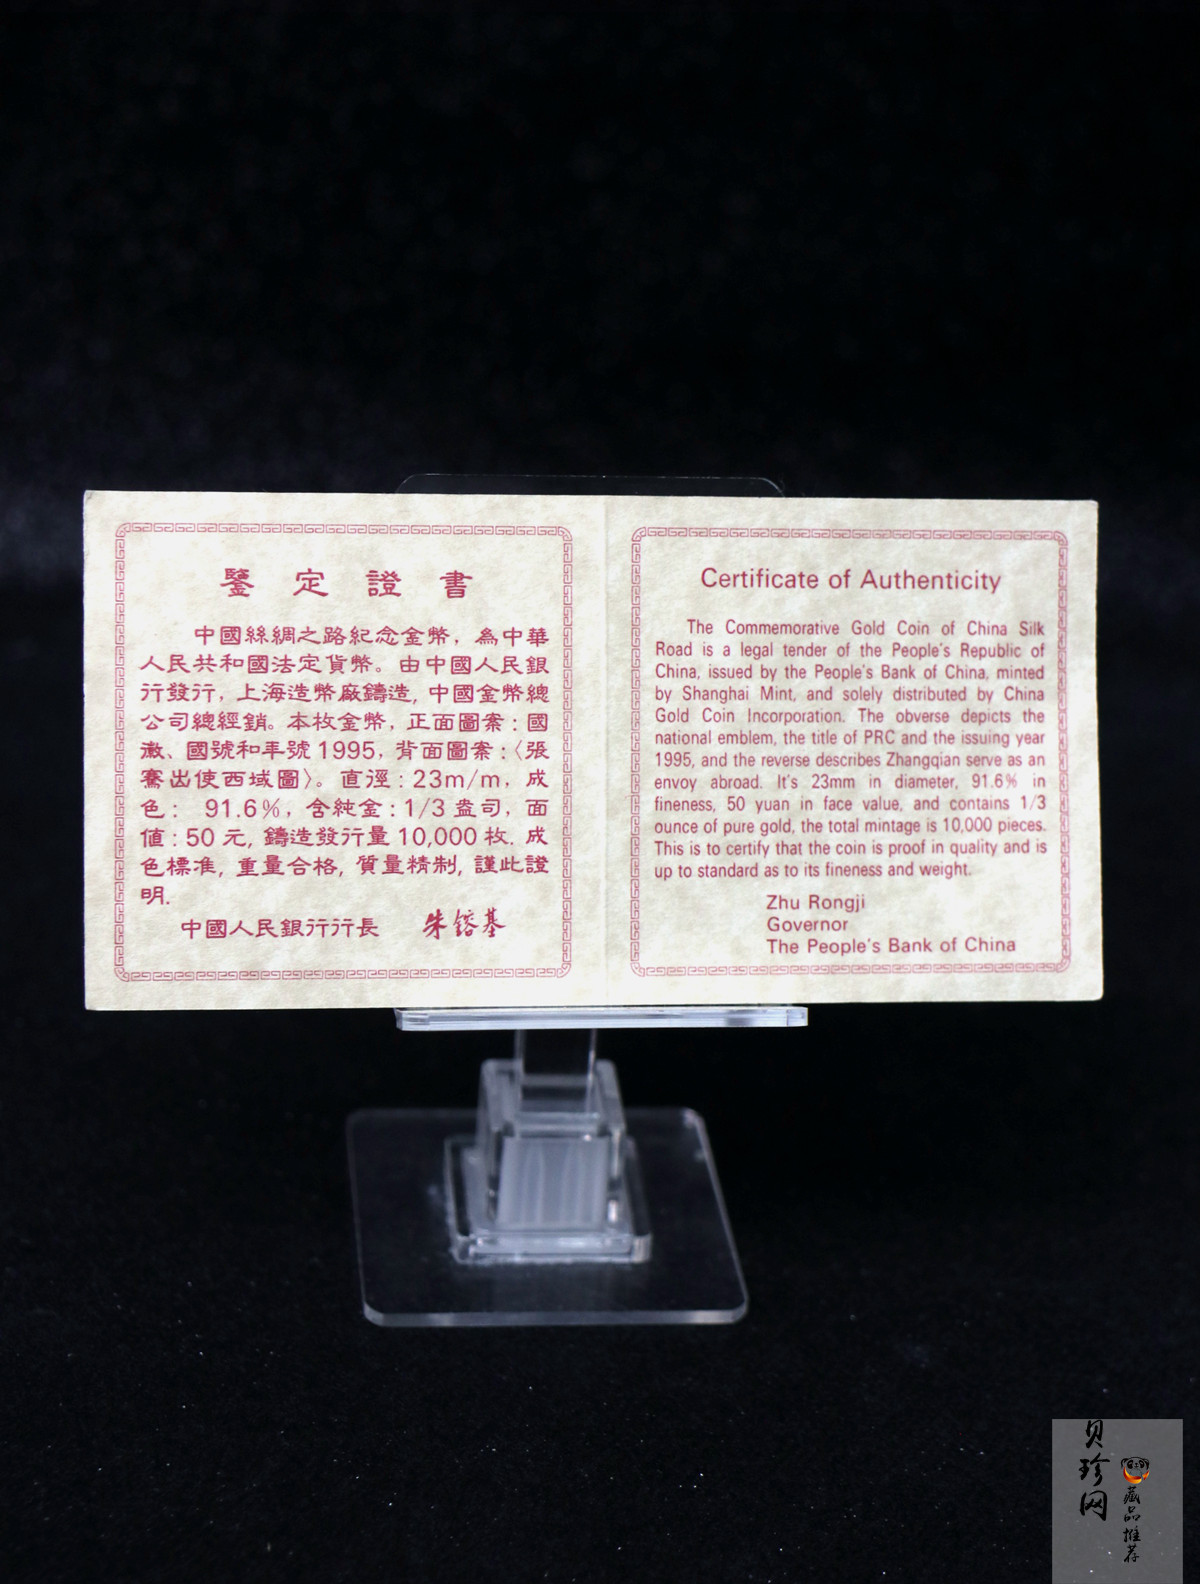 鑒定證書
中國絲綢之路紀念金幣，為中華
人民共和國法定貨幣。由中國人民銀
行發行，上海造幣廠鑄造，中國金幣總
公司總經銷。本枚金幣，正面圖案：國
徽、國號和年號1995，背面圖案：〈張
騫出使西域圖〉。直徑：23m/m，成
色： 91.6%，含純金：1/3盎司，面
值：50元，鑄造發行量10,000枚．成
色標準，重量合格，質量精制，謹此證
明．
中國人民銀行行長 朱鎔基
Certificate of Authenticity
The Commemorative Gold Coin of China Silk
Road is a legal tender of the People's Republic of
China, issued by the People's Bank of China, minted
by Shanghai Mint, and solely distributed by China
Gold Coin Incorporation. The obverse depicts the
national emblem, the title of PRC and the issuing year
1995, and the reverse describes Zhangqian serve as an
envoy abroad. It's 23mm in diameter, 91.6% in
fineness, 50 yuan in face value, and contains 1/3
ounce of pure gold, the total mintage is 10,000 pieces.
This is to certify that the coin is proof in quality and is
up to standard as to its fineness and weight.
Zhu Rongji
Governor
The People's Bank of China
贝珍网
藏品推荐